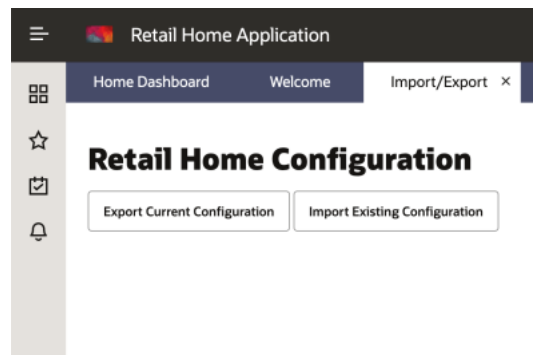 Retail Home Application
Home Dashboard Welcome Import/Export ×
Retail Home Configuration
Export Current Configuration Import Existing Configuration